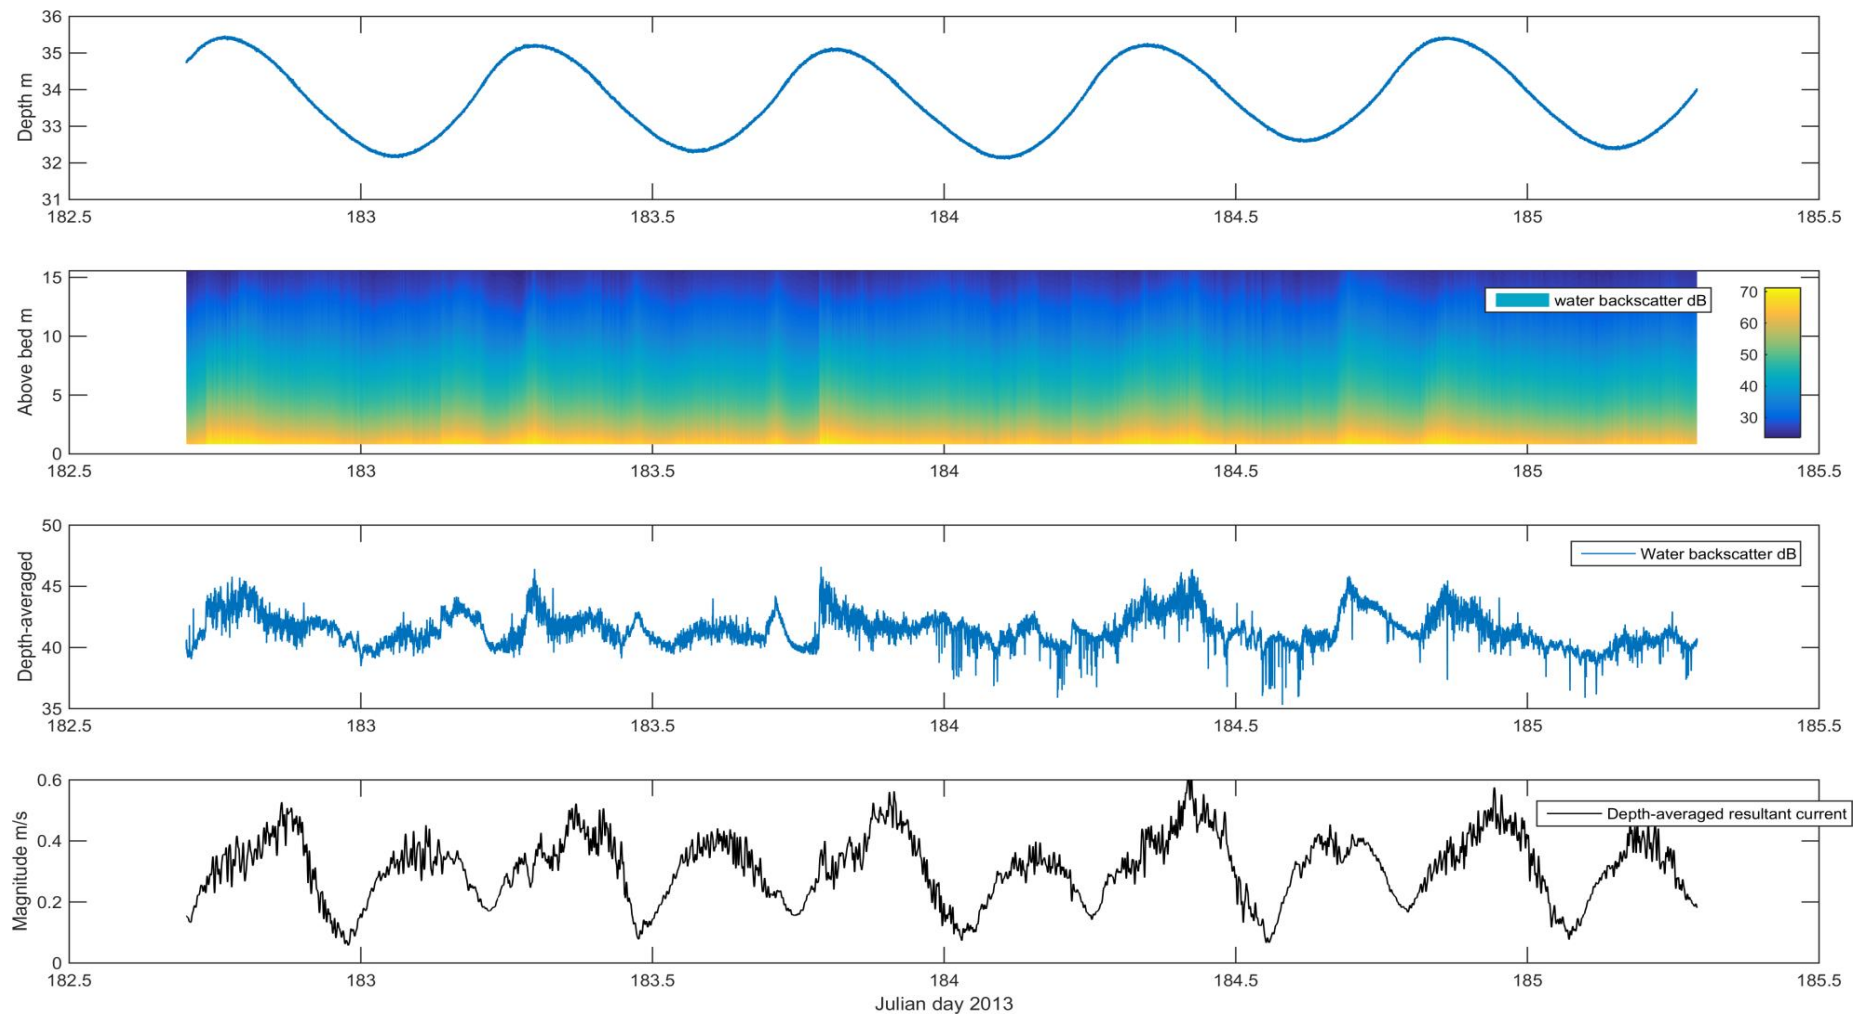 36
35
34
33
32
31
Depth m
182.5 183 183.5 184 184.5 185 185.5
15
10
5
0
Above bed m
water backscatter dB
70
60
50
40
30
182.5 183 183.5 184 184.5 185 185.5
50
45
40
35
Depth-averaged
Water backscatter dB
182.5 183 183.5 184 184.5 185 185.5
0.6
0.4
0.2
0
Magnitude m/s
Depth-averaged resultant current
182.5 183 183.5 184 184.5 185 185.5
Julian day 2013